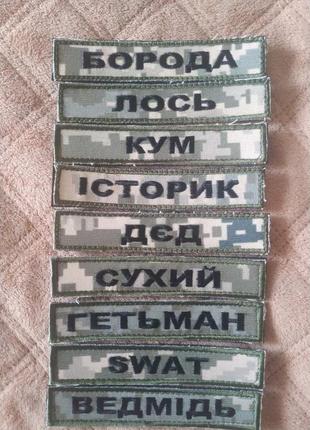 БОРОДА
ЛОСЬ
КУМ
ІСТОРИК
ДЄД
СУХИЙ
ГЕТЬМАН
SWAT
ВЕДМІДЬ